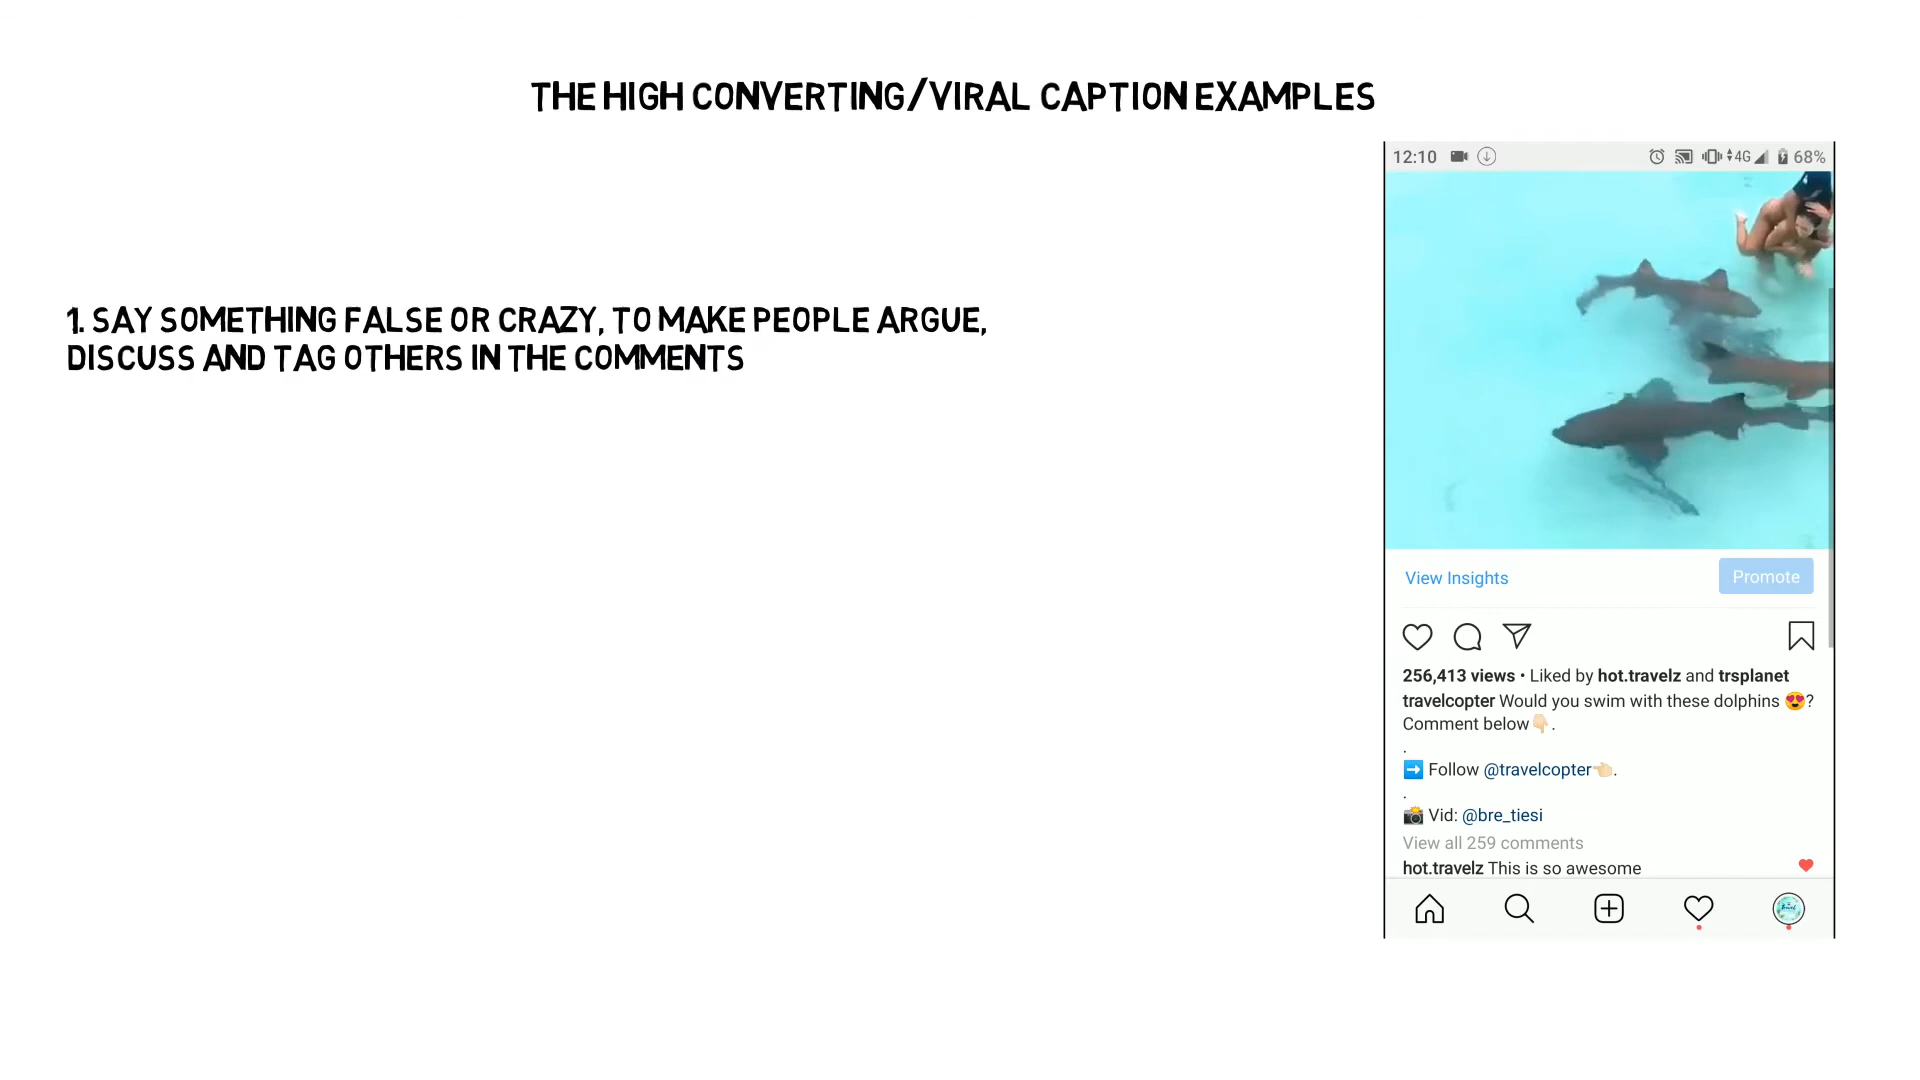 THE HIGH CONVERTING/VIRAL CAPTION EXAMPLES
1. SAY SOMETHING FALSE OR CRAZY, TO MAKE PEOPLE ARGUE,
DISCUSS AND TAG OTHERS IN THE COMMENTS
12:10 4G 68%
View Insights Promote
256,413 views • Liked by hot.travelz and trsplanet
travelcopter Would you swim with these dolphins 😍?
Comment below👇🏻.
.
➡️ Follow @travelcopter👈🏻.
.
📸 Vid: @bre_tiesi
View all 259 comments
hot.travelz This is so awesome